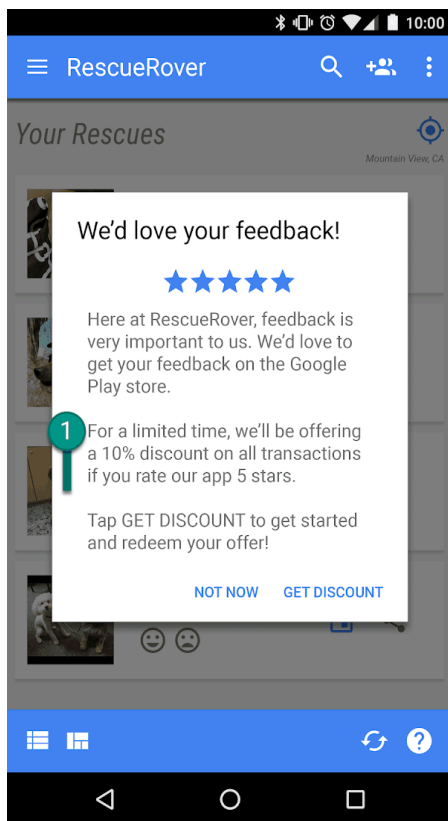 10:00
RescueRover
Your Rescues
Mountain View, CA
We'd love your feedback!
Here at RescueRover, feedback is
very important to us. We'd love to
get your feedback on the Google
Play store.
1
For a limited time, we'll be offering
a 10% discount on all transactions
if you rate our app 5 stars.
Tap GET DISCOUNT to get started
and redeem your offer!
NOT NOW GET DISCOUNT